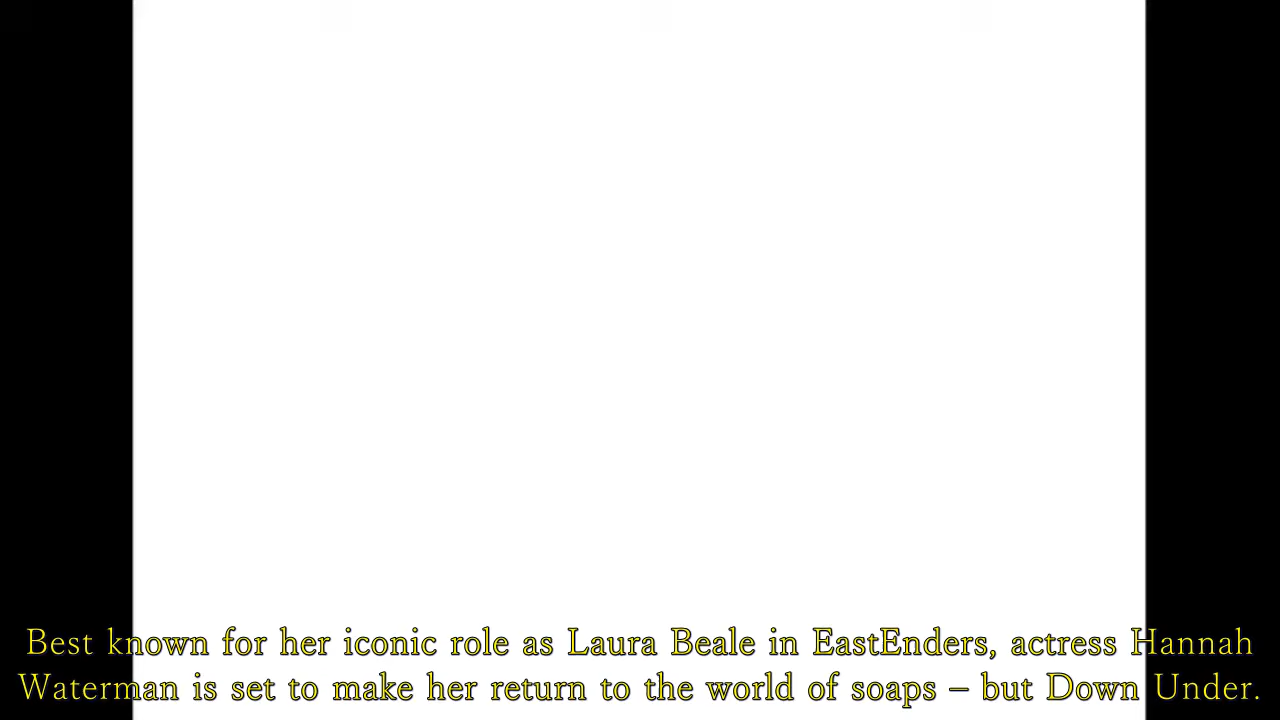 Best known for her iconic role as Laura Beale in EastEnders, actress Hannah
Waterman is set to make her return to the world of soaps – but Down Under.